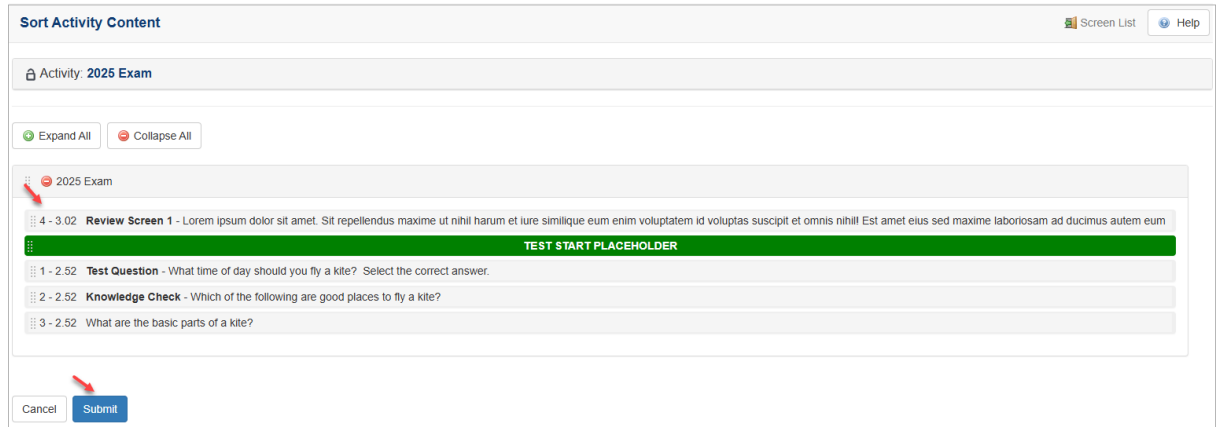 Sort Activity Content
Screen List
Help
Activity: 2025 Exam
Expand All
Collapse All
2025 Exam
4 - 3.02 Review Screen 1 - Lorem ipsum dolor sit amet. Sit repellendus maxime ut nihil harum et iure similique eum enim voluptatem id voluptas suscipit et omnis nihil! Est amet eius sed maxime laboriosam ad ducimus autem eum
TEST START PLACEHOLDER
1 - 2.52 Test Question - What time of day should you fly a kite? Select the correct answer.
2 - 2.52 Knowledge Check - Which of the following are good places to fly a kite?
3 - 2.52 What are the basic parts of a kite?
Cancel
Submit